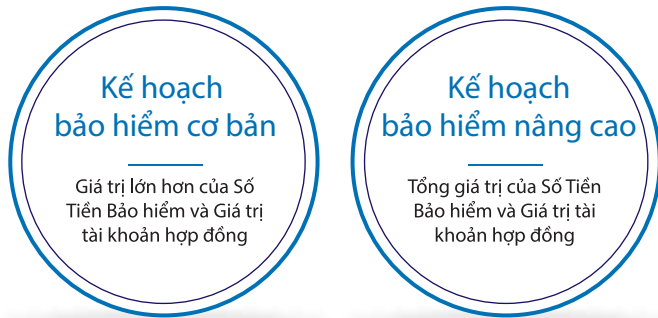 Kế hoạch
bảo hiểm cơ bản
Giá trị lớn hơn của Số
Tiền Bảo hiểm và Giá trị
tài khoản hợp đồng
Kế hoạch
bảo hiểm nâng cao
Tổng giá trị của Số Tiền
Bảo hiểm và Giá trị tài
khoản hợp đồng